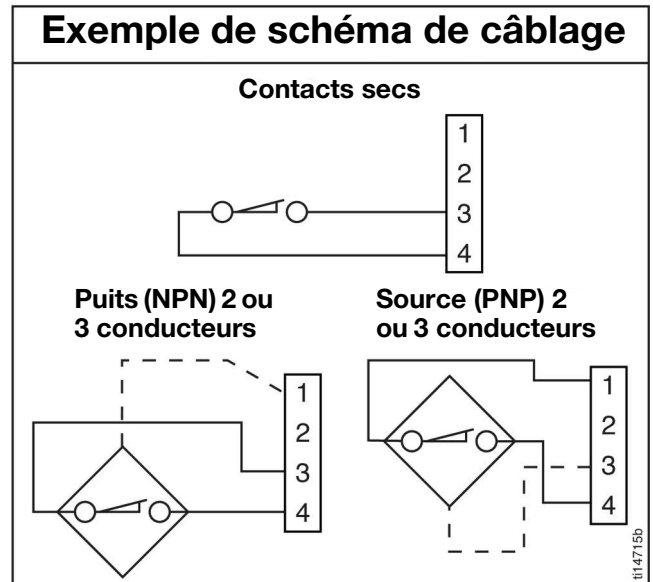 Exemple de schéma de câblage
Contacts secs
1
2
3
4
Puits (NPN) 2 ou
3 conducteurs
1
2
3
4
Source (PNP) 2
ou 3 conducteurs
1
2
3
4
ti14715b